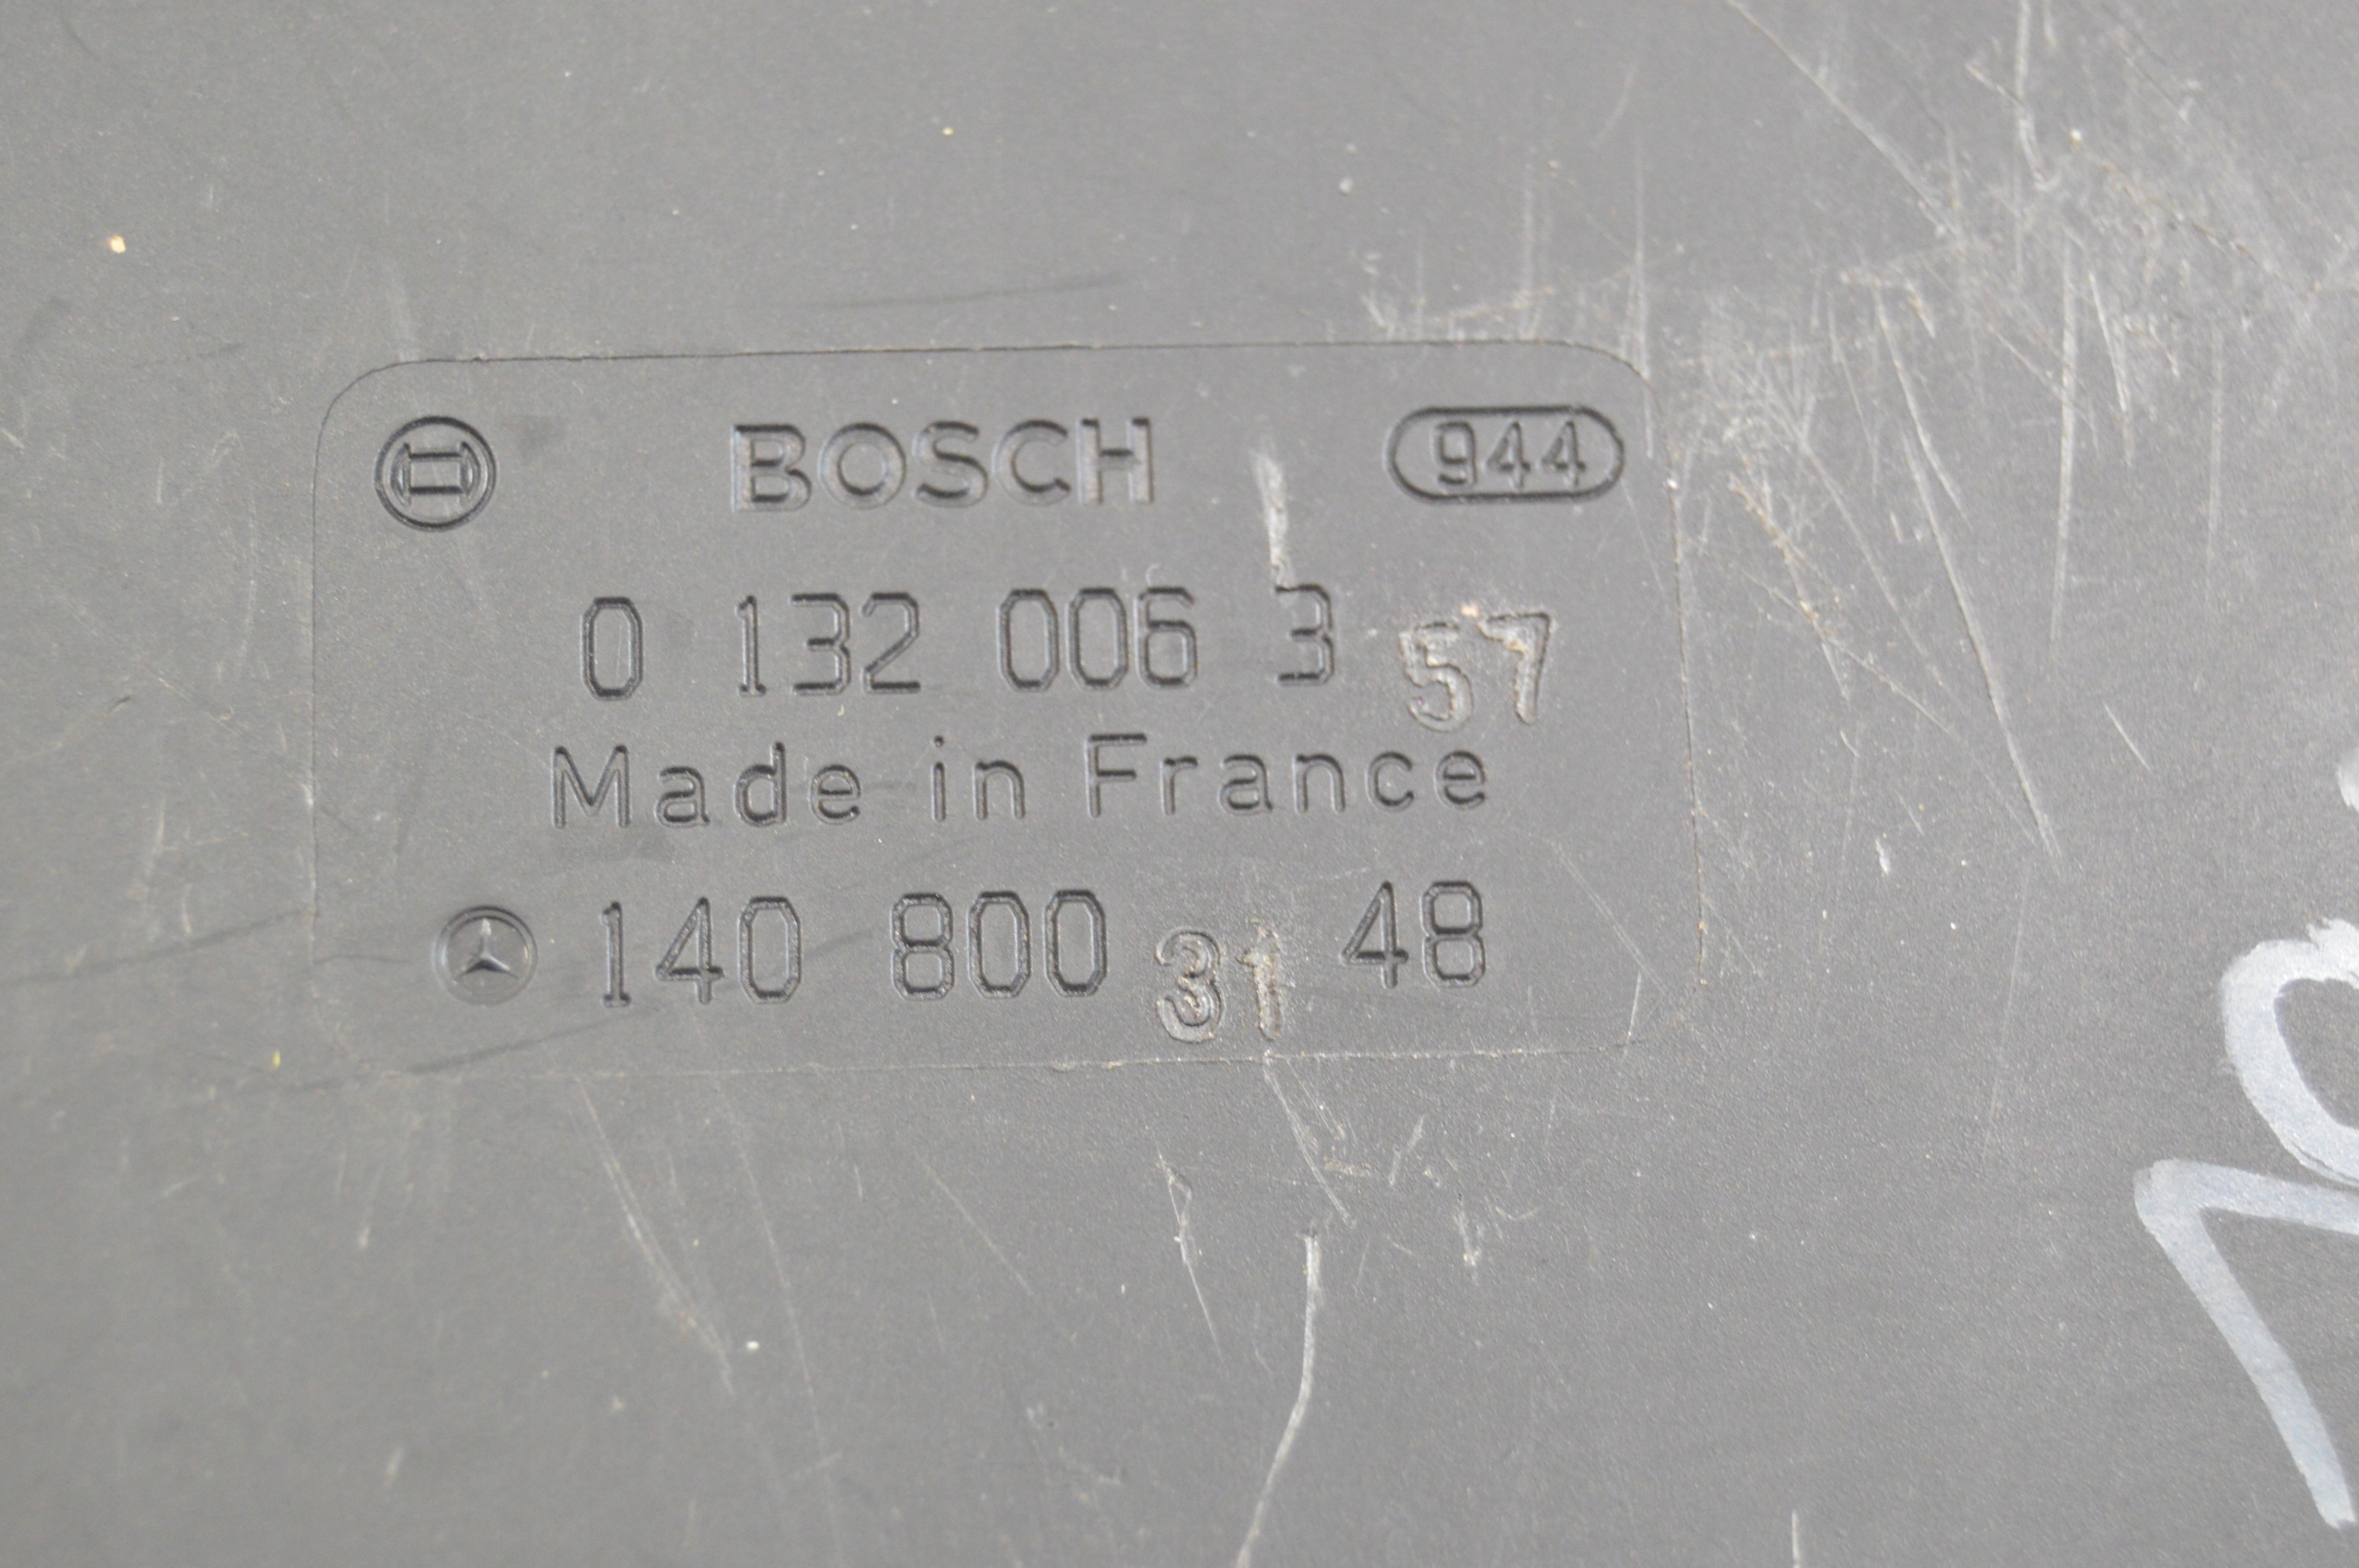 BOSCH 944
0 132 006 3 57
Made in France
140 800 31 48